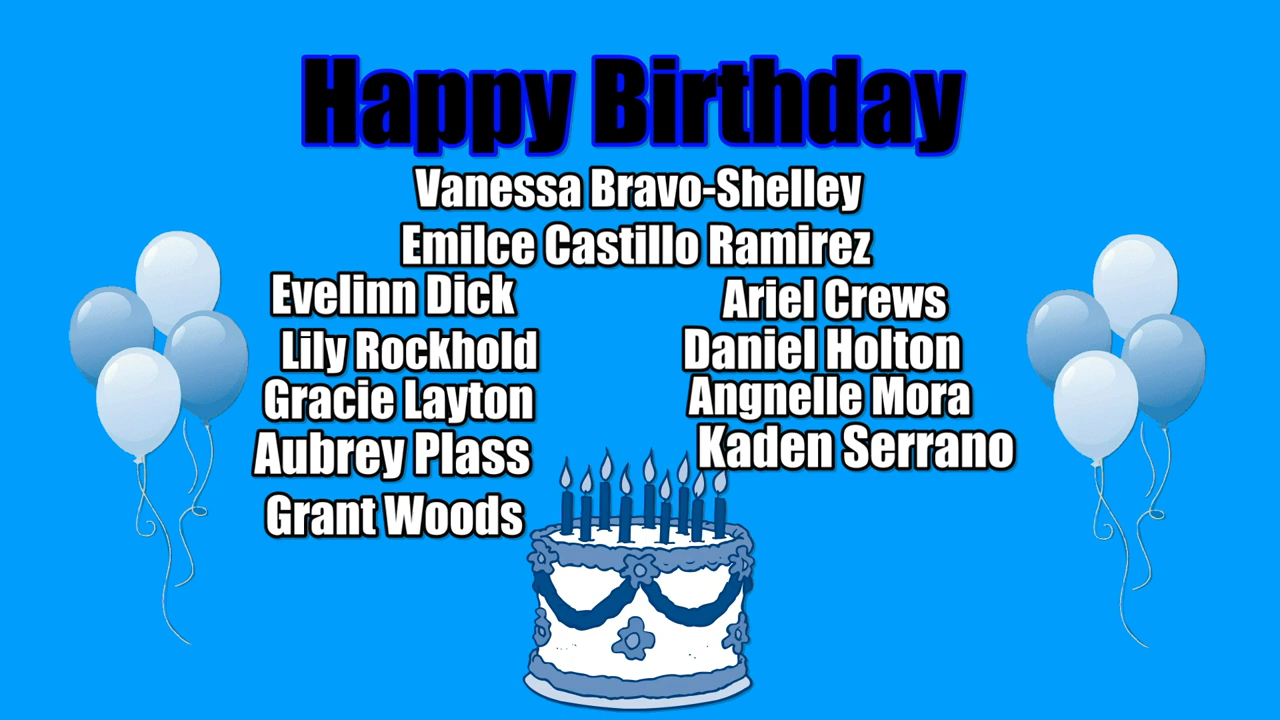 Happy Birthday
Vanessa Bravo-Shelley
Emilce Castillo Ramirez
Evelinn Dick
Lily Rockhold
Gracie Layton
Aubrey Plass
Grant Woods
Ariel Crews
Daniel Holton
Angnelle Mora
Kaden Serrano